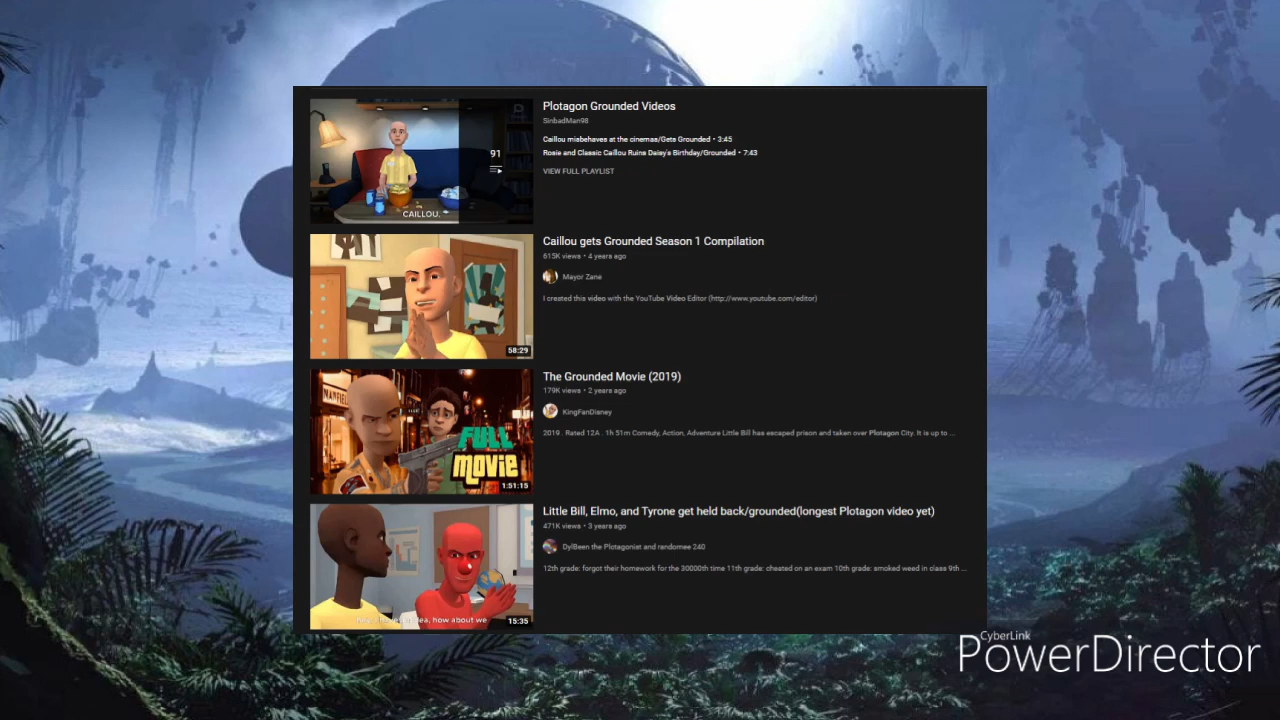 Plotagon Grounded Videos
SinbadMan98
Caillou misbehaves at the cinemas/Gets Grounded • 3:45
Rosie and Classic Caillou Ruins Daisy's Birthday/Grounded • 7:43
VIEW FULL PLAYLIST
91
CAILLOU.
Caillou gets Grounded Season 1 Compilation
615K views • 4 years ago
Mayor Zane
I created this video with the YouTube Video Editor (http://www.youtube.com/editor)
58:29
The Grounded Movie (2019)
179K views • 2 years ago
KingFanDisney
2019 . Rated 12A . 1h 51m Comedy, Action, Adventure Little Bill has escaped prison and taken over Plotagon City. It is up to ...
FULL
MOVIE
1:51:15
Little Bill, Elmo, and Tyrone get held back/grounded(longest Plotagon video yet)
471K views • 3 years ago
DylBeen the Plotagonist and randomee 240
12th grade: forgot their homework for the 30000th time 11th grade: cheated on an exam 10th grade: smoked weed in class 9th ...
idea, how about we
15:35
CyberLink
PowerDirector